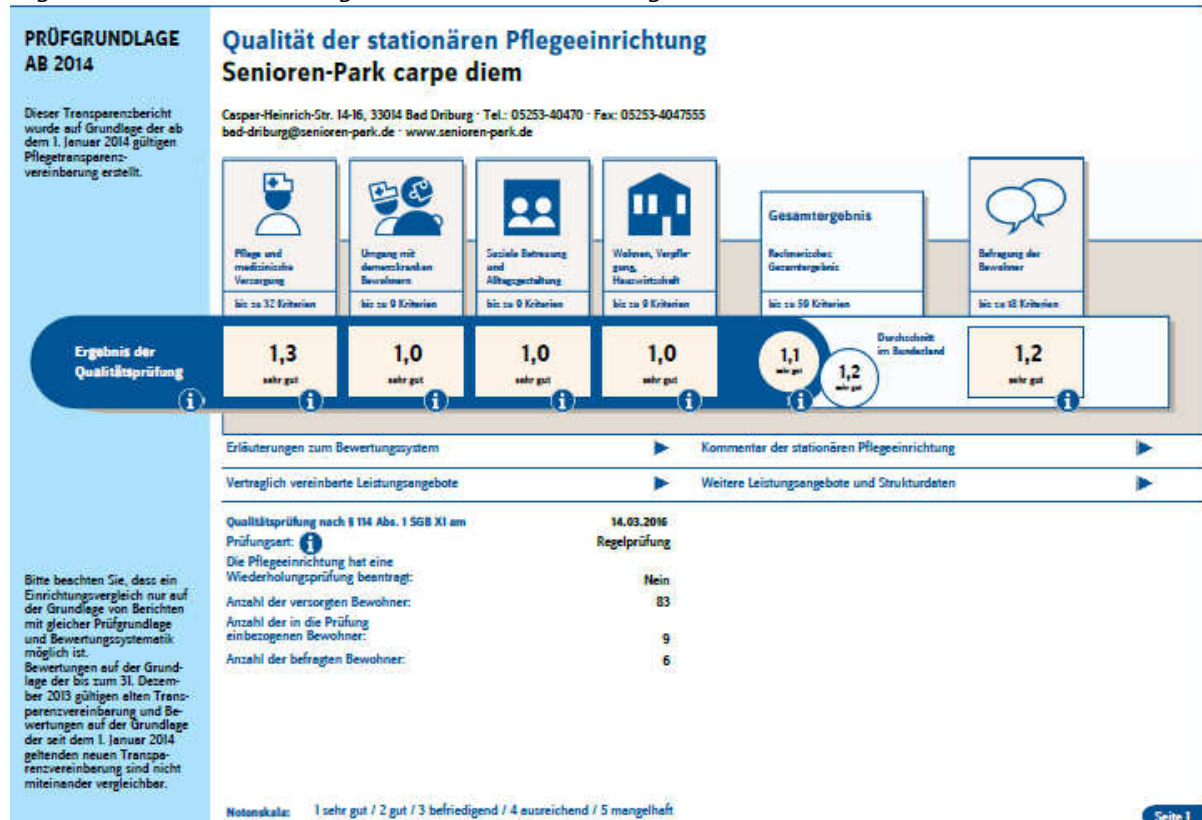 PRÜFGRUNDLAGE
AB 2014
Dieser Transparenzbericht
wurde auf Grundlage der ab
dem 1. Januar 2014 gültigen
Pflegetransparenz-
vereinbarung erstellt.
Qualität der stationären Pflegeeinrichtung
Senioren-Park carpe diem
Caspar-Heinrich-Str. 14-16, 33014 Bad Driburg · Tel.: 05253-40470 · Fax: 05253-4047555
bad-driburg@senioren-park.de · www.senioren-park.de
Pflege und
medizinische
Versorgung
bis zu 32 Kriterien
Umgang mit
demenzkranken
Bewohnern
bis zu 9 Kriterien
Soziale Betreuung
und
Alltagsgestaltung
bis zu 9 Kriterien
Wohnen, Verpfle-
gung,
Hauswirtschaft
bis zu 9 Kriterien
Gesamtergebnis
Rechnerisches
Gesamtergebnis
bis zu 59 Kriterien
Befragung der
Bewohner
bis zu 18 Kriterien
Ergebnis der
Qualitätsprüfung
1,3
sehr gut
1,0
sehr gut
1,0
sehr gut
1,0
sehr gut
1,1
sehr gut
Durchschnitt
im Bundesland
1,2
sehr gut
1,2
sehr gut
Erläuterungen zum Bewertungssystem
Kommentar der stationären Pflegeeinrichtung
Vertraglich vereinbarte Leistungsangebote
Weitere Leistungsangebote und Strukturdaten
Qualitätsprüfung nach § 114 Abs. 1 SGB XI am 14.03.2016
Prüfungsart: Regelprüfung
Die Pflegeeinrichtung hat eine
Wiederholungsprüfung beantragt: Nein
Anzahl der versorgten Bewohner: 83
Anzahl der in die Prüfung
einbezogenen Bewohner: 9
Anzahl der befragten Bewohner: 6
Bitte beachten Sie, dass ein
Einrichtungsvergleich nur auf
der Grundlage von Berichten
mit gleicher Prüfgrundlage
und Bewertungssystematik
möglich ist.
Bewertungen auf der Grund-
lage der bis zum 31. Dezem-
ber 2013 gültigen alten Trans-
parenzvereinbarung und Be-
wertungen auf der Grundlage
der seit dem 1. Januar 2014
geltenden neuen Transpa-
renzvereinbarung sind nicht
miteinander vergleichbar.
Notenskala: 1 sehr gut / 2 gut / 3 befriedigend / 4 ausreichend / 5 mangelhaft
Seite 1